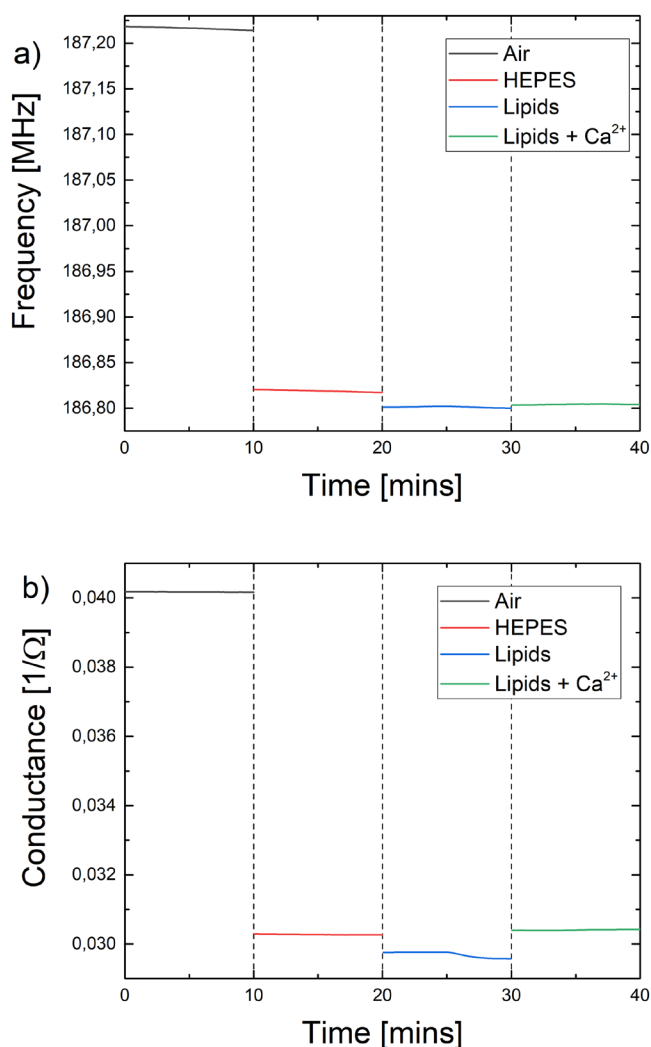 a)
Frequency [MHz]
187,20
187,15
187,10
187,05
187,00
186,95
186,90
186,85
186,80
Air
HEPES
Lipids
Lipids + Ca²⁺
0 10 20 30 40
Time [mins]
b)
Conductance [1/Ω]
0,040
0,038
0,036
0,034
0,032
0,030
Air
HEPES
Lipids
Lipids + Ca²⁺
0 10 20 30 40
Time [mins]